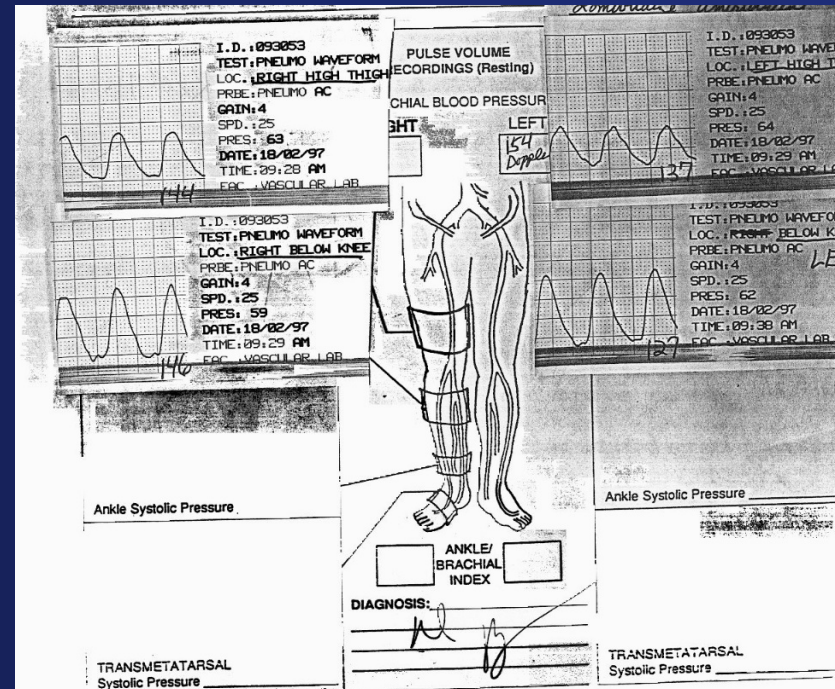 I.D.:093053
TEST:PNEUMO WAVEFORM
LOC.:RIGHT HIGH THIGH
PRBE:PNEUMO AC
GAIN:4
SPD.:25
PRES: 63
DATE:18/02/97
TIME:09:28 AM
FAC.:VASCULAR LAB
144
I.D.:093053
TEST:PNEUMO WAVEFORM
LOC.:RIGHT BELOW KNEE
PRBE:PNEUMO AC
GAIN:4
SPD.:25
PRES: 59
DATE:18/02/97
TIME:09:29 AM
FAC.:VASCULAR LAB
146
PULSE VOLUME
RECORDINGS (Resting)
CHIAL BLOOD PRESSUR
GHT
LEFT
154
Dopple
I.D.:093053
TEST:PNEUMO WAVE
LOC.:LEFT HIGH T
PRBE:PNEUMO AC
GAIN:4
SPD.:25
PRES: 64
DATE:18/02/97
TIME:09:29 AM
FAC.:VASCULAR LA
137
I.D.:093053
TEST:PNEUMO WAVEFO
LOC.:RIGHT BELOW K
PRBE:PNEUMO AC
LE
GAIN:4
SPD.:25
PRES: 62
DATE:18/02/97
TIME:09:38 AM
FAC.:VASCULAR LAB
127
Ankle Systolic Pressure
Ankle Systolic Pressure
ANKLE/
BRACHIAL
INDEX
DIAGNOSIS:
TRANSMETATARSAL
Systolic Pressure
TRANSMETATARSAL
Systolic Pressure